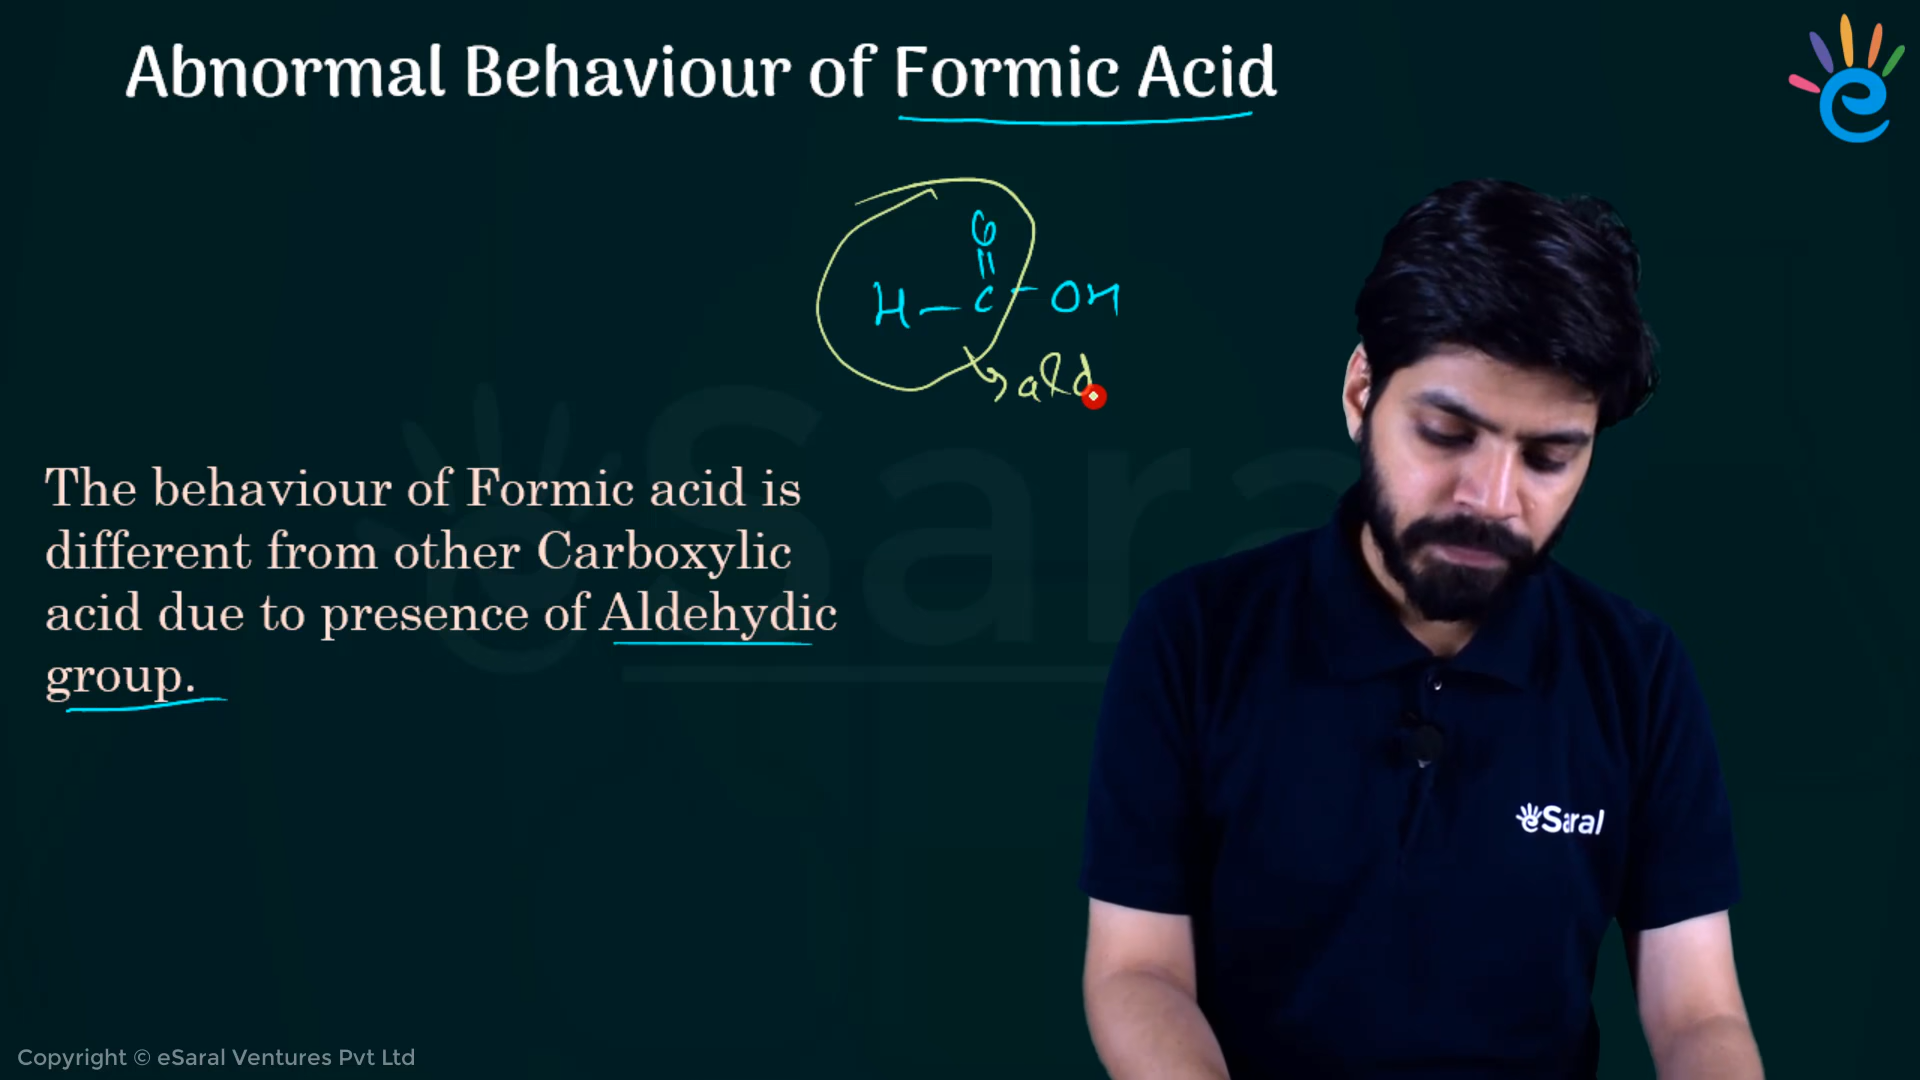 Abnormal Behaviour of Formic Acid
O
||
H - C - OH
ald
The behaviour of Formic acid is
different from other Carboxylic
acid due to presence of Aldehydic
group.
Saral
eSaral
Copyright © eSaral Ventures Pvt Ltd